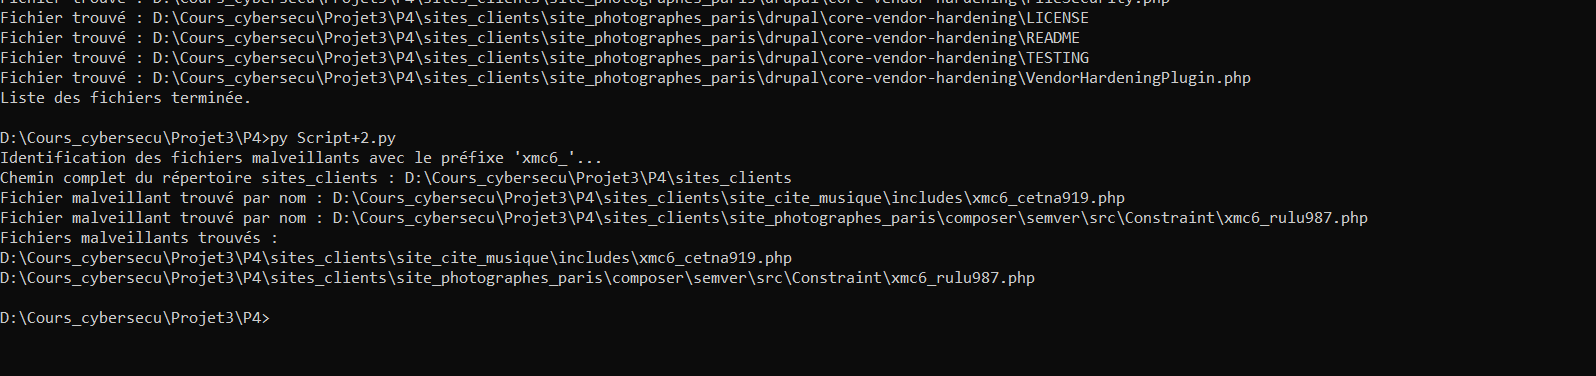 Fichier trouvé : D:\Cours_cybersecu\Projet3\P4\sites_clients\site_photographes_paris\drupal\core-vendor-hardening\FileSecurity.php
Fichier trouvé : D:\Cours_cybersecu\Projet3\P4\sites_clients\site_photographes_paris\drupal\core-vendor-hardening\LICENSE
Fichier trouvé : D:\Cours_cybersecu\Projet3\P4\sites_clients\site_photographes_paris\drupal\core-vendor-hardening\README
Fichier trouvé : D:\Cours_cybersecu\Projet3\P4\sites_clients\site_photographes_paris\drupal\core-vendor-hardening\TESTING
Fichier trouvé : D:\Cours_cybersecu\Projet3\P4\sites_clients\site_photographes_paris\drupal\core-vendor-hardening\VendorHardeningPlugin.php
Liste des fichiers terminée.
D:\Cours_cybersecu\Projet3\P4>py Script+2.py
Identification des fichiers malveillants avec le préfixe 'xmc6_'...
Chemin complet du répertoire sites_clients : D:\Cours_cybersecu\Projet3\P4\sites_clients
Fichier malveillant trouvé par nom : D:\Cours_cybersecu\Projet3\P4\sites_clients\site_cite_musique\includes\xmc6_cetna919.php
Fichier malveillant trouvé par nom : D:\Cours_cybersecu\Projet3\P4\sites_clients\site_photographes_paris\composer\semver\src\Constraint\xmc6_rulu987.php
Fichiers malveillants trouvés :
D:\Cours_cybersecu\Projet3\P4\sites_clients\site_cite_musique\includes\xmc6_cetna919.php
D:\Cours_cybersecu\Projet3\P4\sites_clients\site_photographes_paris\composer\semver\src\Constraint\xmc6_rulu987.php
D:\Cours_cybersecu\Projet3\P4>